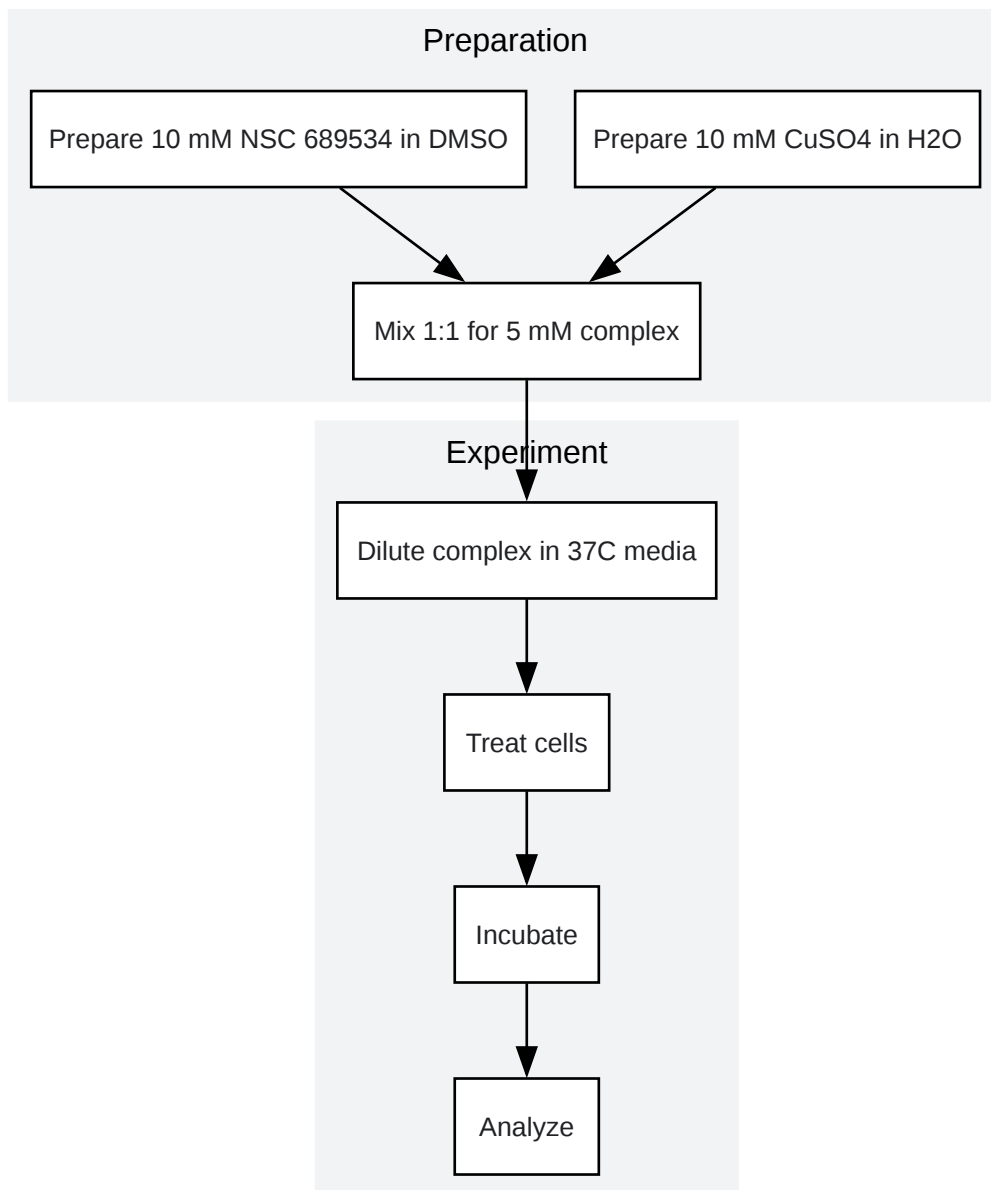 Preparation
Prepare 10 mM NSC 689534 in DMSO
Prepare 10 mM CuSO4 in H2O
Mix 1:1 for 5 mM complex
Experiment
Dilute complex in 37C media
Treat cells
Incubate
Analyze